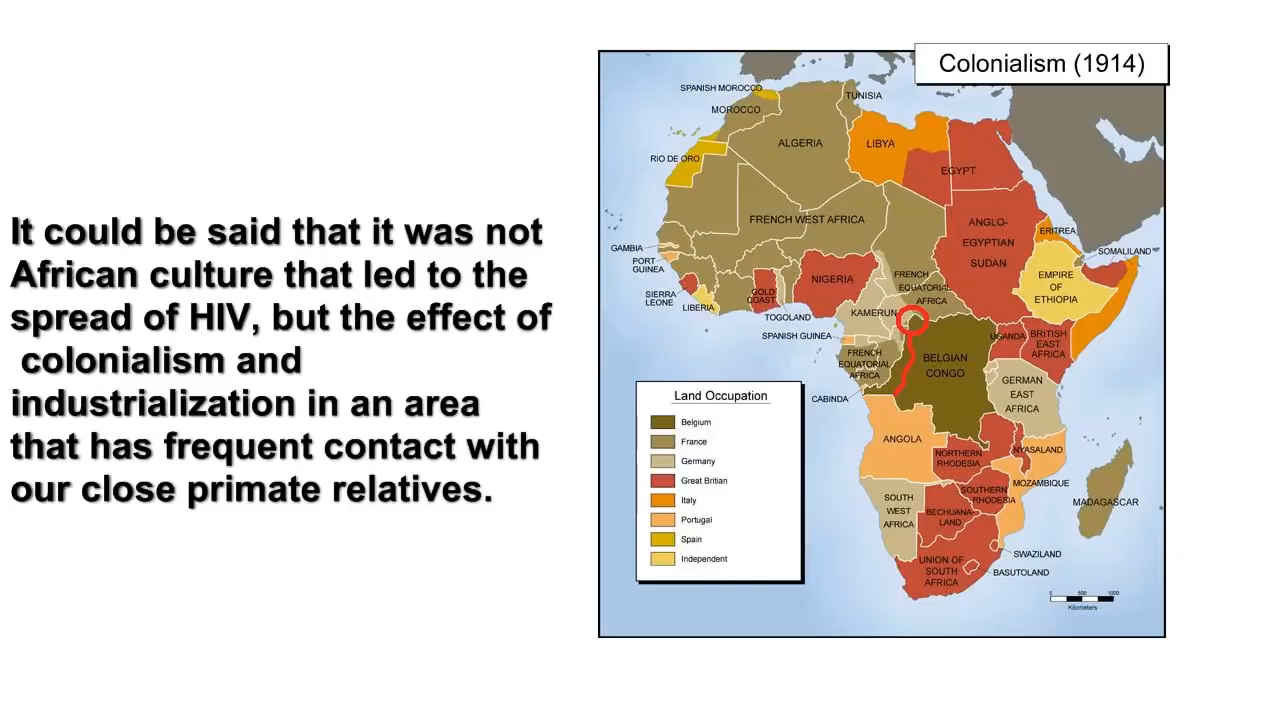 It could be said that it was not
African culture that led to the
spread of HIV, but the effect of
colonialism and
industrialization in an area
that has frequent contact with
our close primate relatives.
Colonialism (1914)
SPANISH MOROCCO
TUNISIA
MOROCCO
ALGERIA
LIBYA
EGYPT
RIO DE ORO
FRENCH WEST AFRICA
ANGLO-
EGYPTIAN
SUDAN
ERITREA
SOMALILAND
GAMBIA
PORT
GUINEA
SIERRA
LEONE
LIBERIA
GOLD
COAST
TOGOLAND
NIGERIA
FRENCH
EQUATORIAL
AFRICA
EMPIRE
OF
ETHIOPIA
KAMERUN
SPANISH GUINEA
UGANDA
BRITISH
EAST
AFRICA
FRENCH
EQUATORIAL
AFRICA
BELGIAN
CONGO
GERMAN
EAST
AFRICA
CABINDA
ANGOLA
NORTHERN
RHODESIA
NYASALAND
MOZAMBIQUE
SOUTHERN
RHODESIA
MADAGASCAR
SOUTH
WEST
AFRICA
BECHUANA-
LAND
SWAZILAND
UNION OF
SOUTH
AFRICA
BASUTOLAND
Land Occupation
Belgium
France
Germany
Great Britian
Italy
Portugal
Spain
Independent
0 500 1000
Kilometers